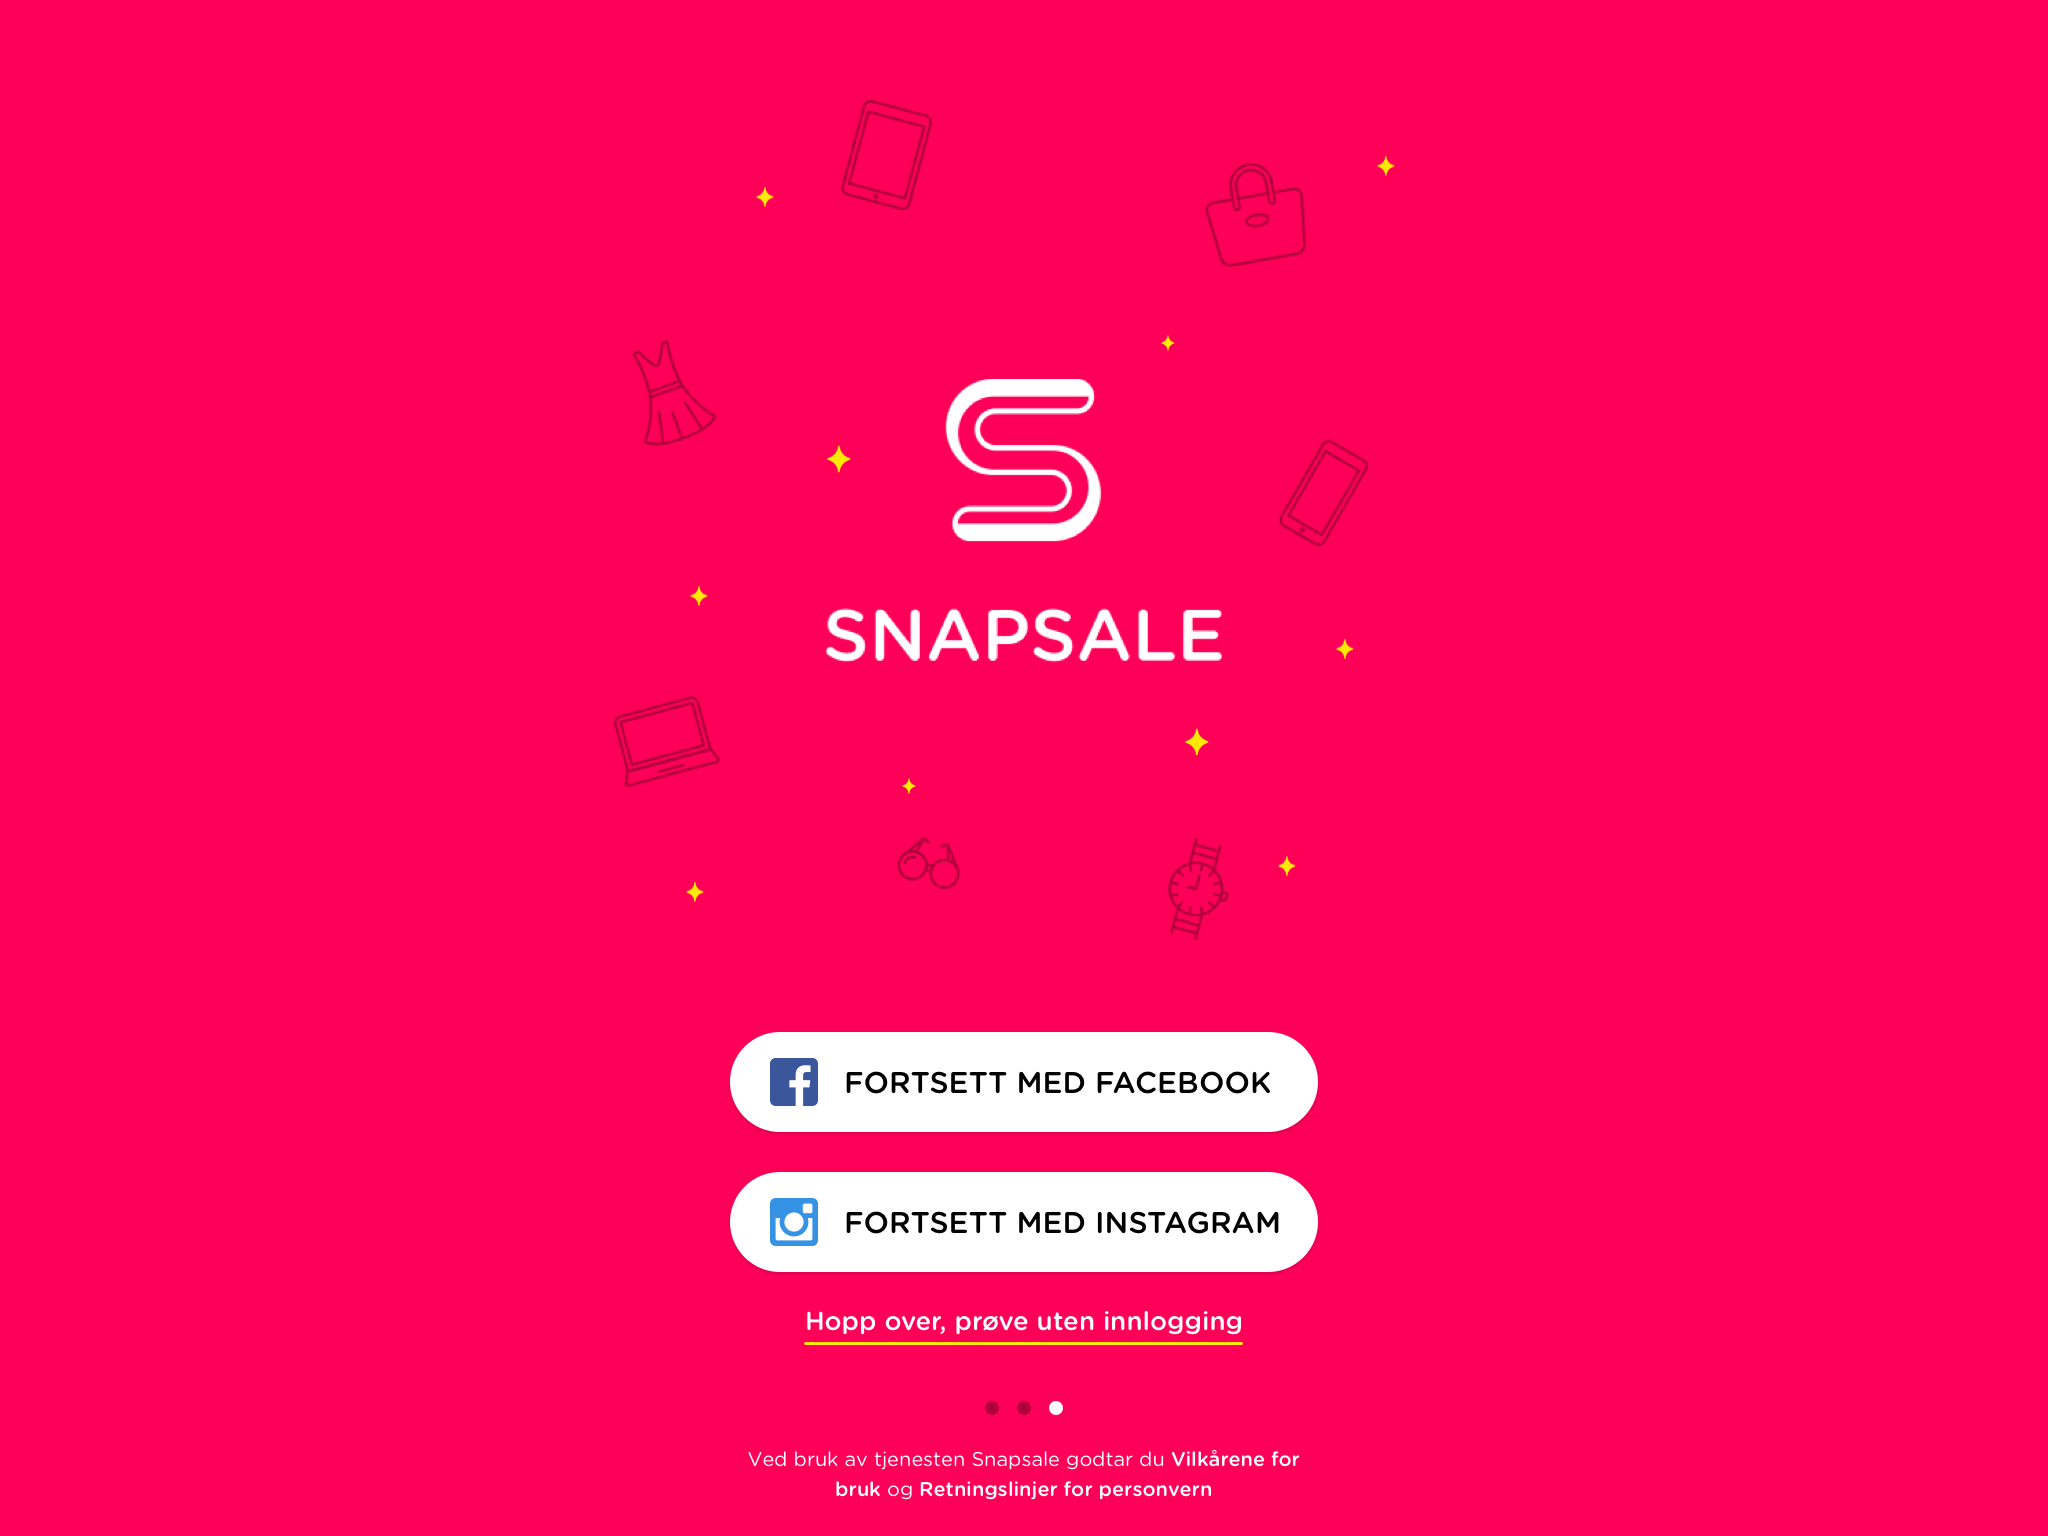 SNAPSALE
FORTSETT MED FACEBOOK
FORTSETT MED INSTAGRAM
Hopp over, prøve uten innlogging
Ved bruk av tjenesten Snapsale godtar du Vilkårene for
bruk og Retningslinjer for personvern